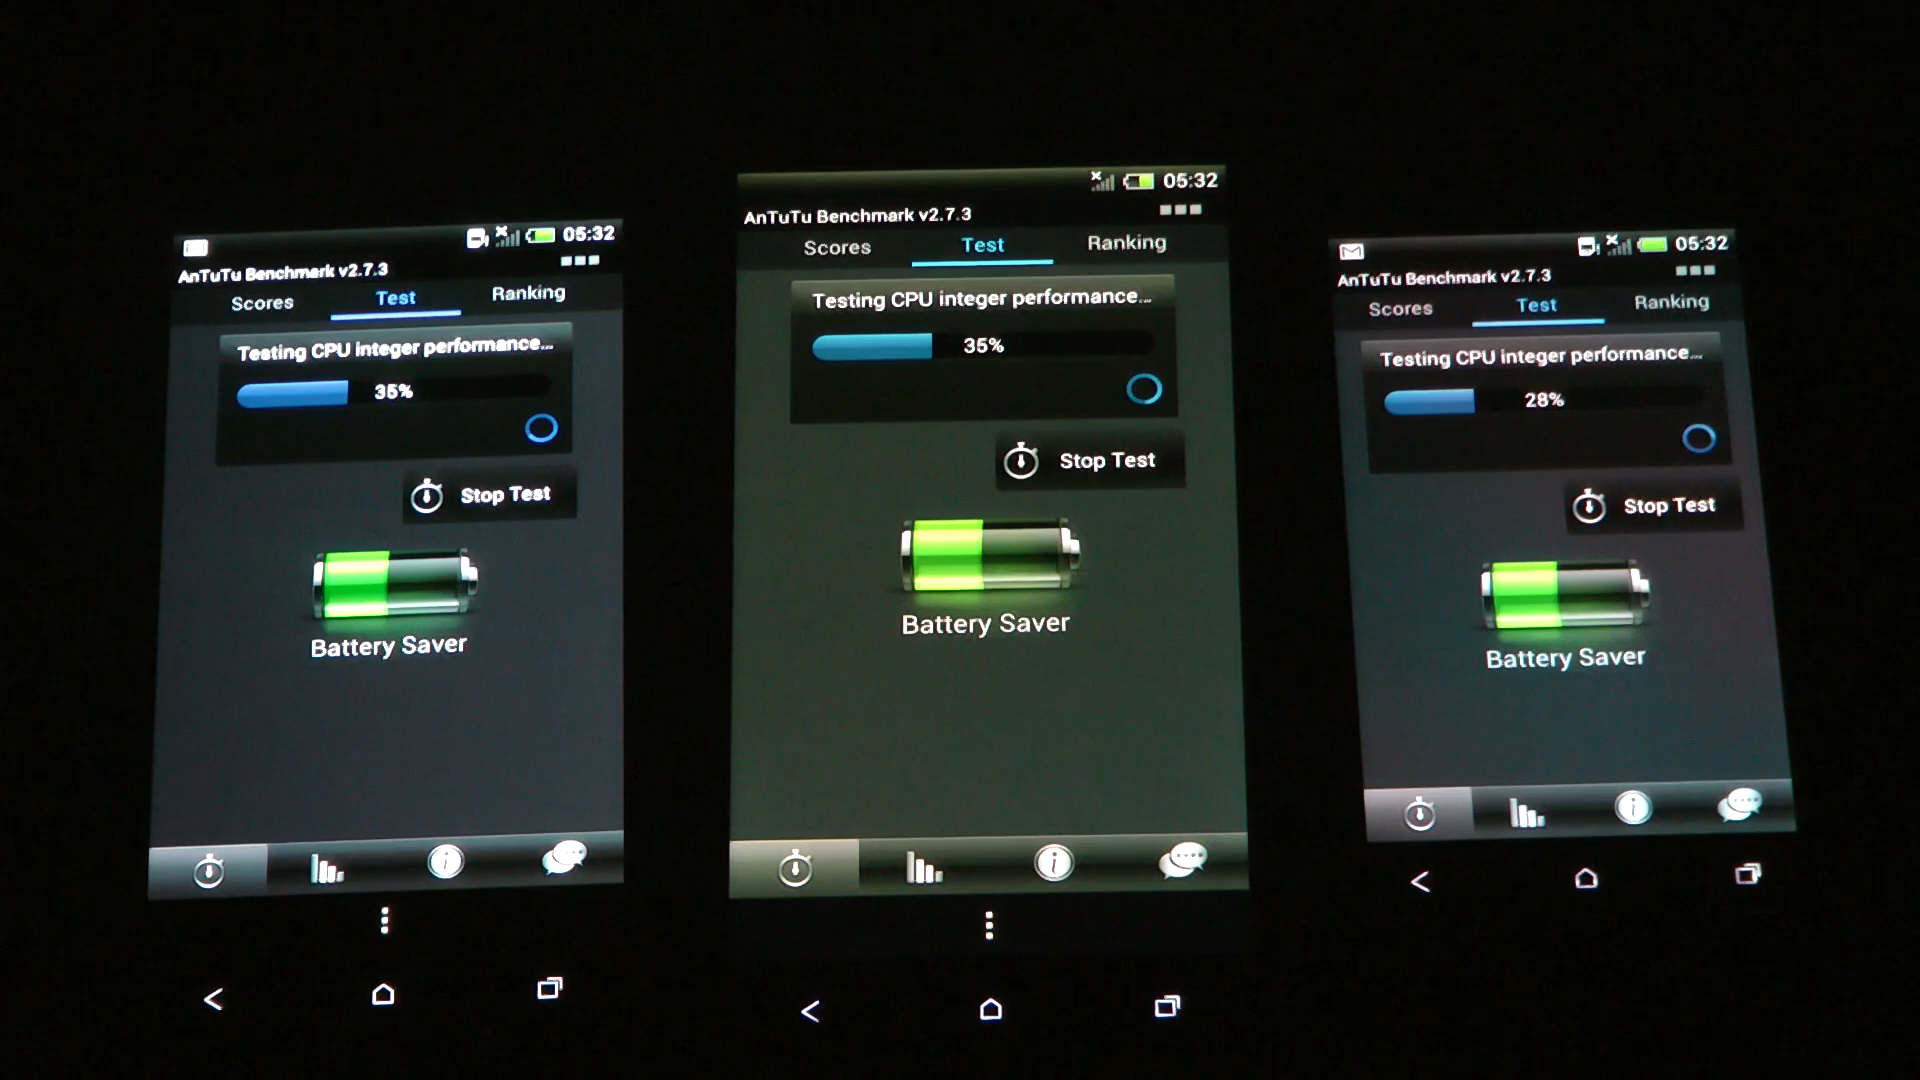 05:32
AnTuTu Benchmark v2.7.3
Scores Test Ranking
Testing CPU integer performance...
35%
Stop Test
Battery Saver
05:32
AnTuTu Benchmark v2.7.3
Scores Test Ranking
Testing CPU integer performance...
35%
Stop Test
Battery Saver
05:32
AnTuTu Benchmark v2.7.3
Scores Test Ranking
Testing CPU integer performance...
28%
Stop Test
Battery Saver